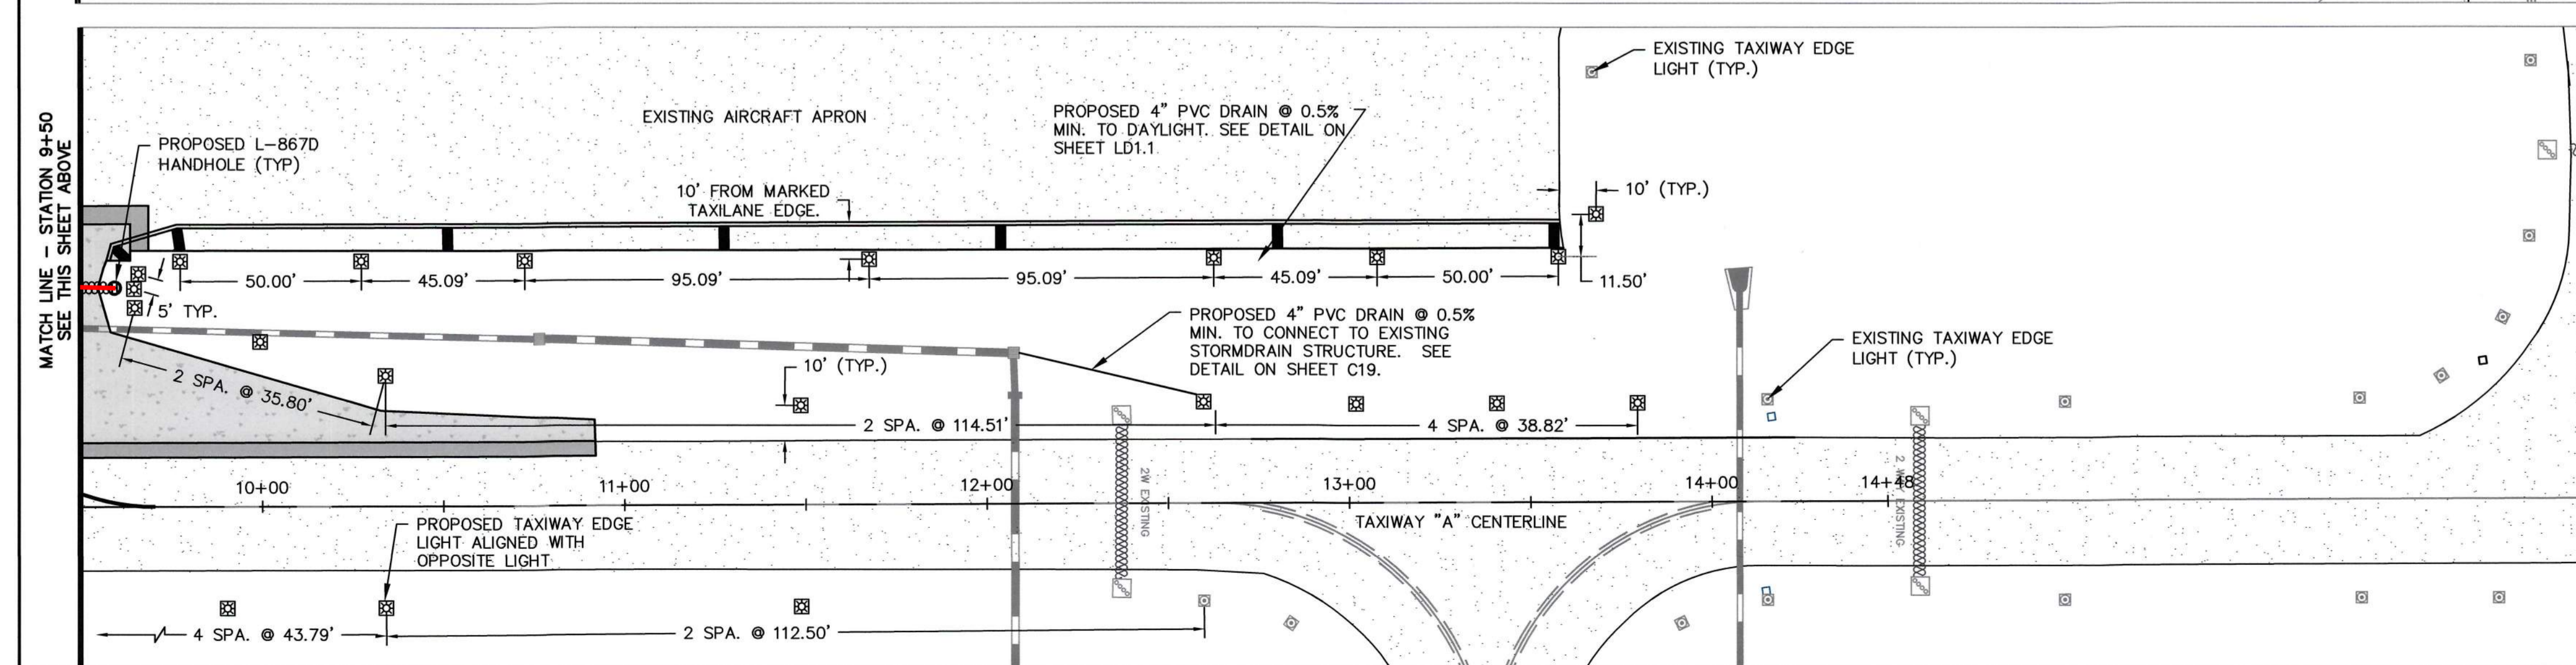 MATCH LINE – STATION 9+50
SEE THIS SHEET ABOVE
PROPOSED L–867D
HANDHOLE (TYP)
EXISTING AIRCRAFT APRON
PROPOSED 4" PVC DRAIN @ 0.5%
MIN. TO DAYLIGHT. SEE DETAIL ON
SHEET LD1.1
EXISTING TAXIWAY EDGE
LIGHT (TYP.)
10' FROM MARKED
TAXILANE EDGE.
10' (TYP.)
11.50'
50.00'
45.09'
95.09'
95.09'
45.09'
50.00'
5' TYP.
2 SPA. @ 35.80'
10' (TYP.)
PROPOSED 4" PVC DRAIN @ 0.5%
MIN. TO CONNECT TO EXISTING
STORMDRAIN STRUCTURE. SEE
DETAIL ON SHEET C19.
EXISTING TAXIWAY EDGE
LIGHT (TYP.)
2 SPA. @ 114.51'
4 SPA. @ 38.82'
2W EXISTING
2 W EXISTING
10+00
11+00
12+00
13+00
14+00
14+48
TAXIWAY "A" CENTERLINE
PROPOSED TAXIWAY EDGE
LIGHT ALIGNED WITH
OPPOSITE LIGHT
4 SPA. @ 43.79'
2 SPA. @ 112.50'